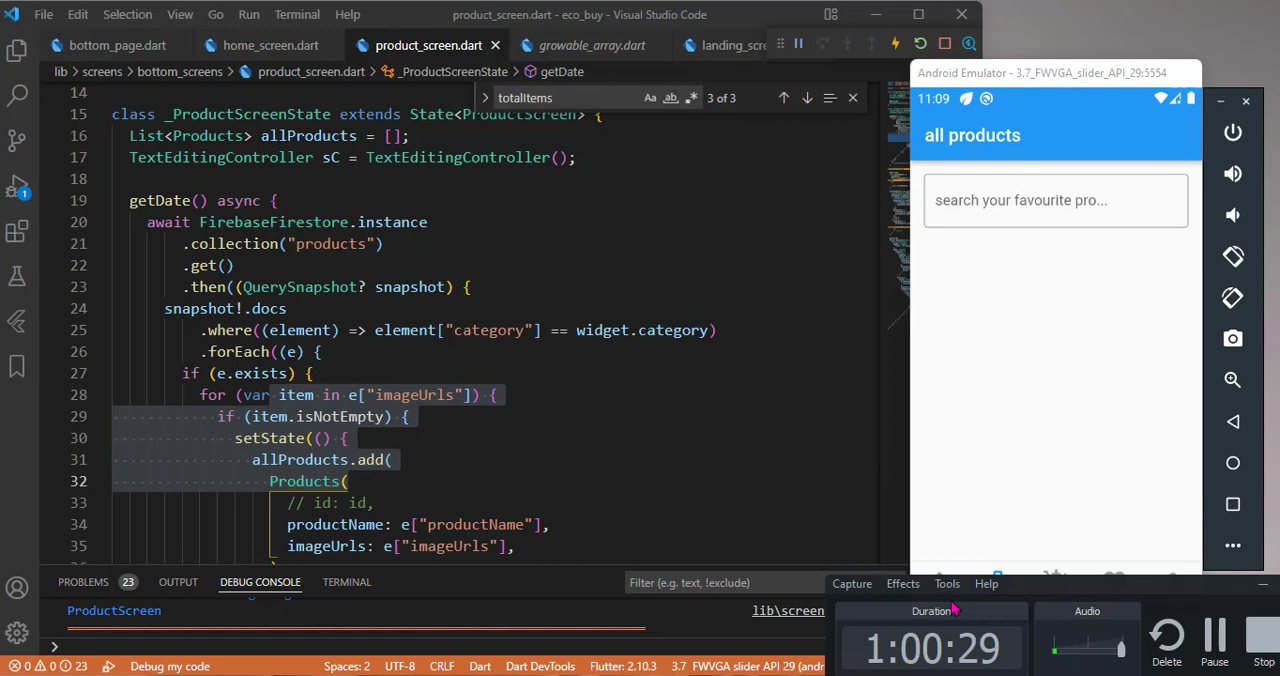 File Edit Selection View Go Run Terminal Help product_screen.dart - eco_buy - Visual Studio Code
bottom_page.dart home_screen.dart product_screen.dart growable_array.dart landing_scre
lib > screens > bottom_screens > product_screen.dart > _ProductScreenState > getDate
totalItems Aa ab .* 3 of 3
14
15 class _ProductScreenState extends State<ProductScreen> {
16 List<Products> allProducts = [];
17 TextEditingController sC = TextEditingController();
18
19 getDate() async {
20 await FirebaseFirestore.instance
21 .collection("products")
22 .get()
23 .then((QuerySnapshot? snapshot) {
24 snapshot!.docs
25 .where((element) => element["category"] == widget.category)
26 .forEach((e) {
27 if (e.exists) {
28 for (var item in e["imageUrls"]) {
29 if (item.isNotEmpty) {
30 setState(() {
31 allProducts.add(
32 Products(
33 // id: id,
34 productName: e["productName"],
35 imageUrls: e["imageUrls"],
PROBLEMS 23 OUTPUT DEBUG CONSOLE TERMINAL Filter (e.g. text, !exclude)
ProductScreen lib\screen
1
0 0 23 Debug my code Spaces: 2 UTF-8 CRLF Dart Dart DevTools Flutter: 2.10.3 3.7 FWVGA slider API 29 (andr
Android Emulator - 3.7_FWVGA_slider_API_29:5554
11:09
all products
search your favourite pro...
Capture Effects Tools Help
Duration Audio
1:00:29
Delete Pause Stop